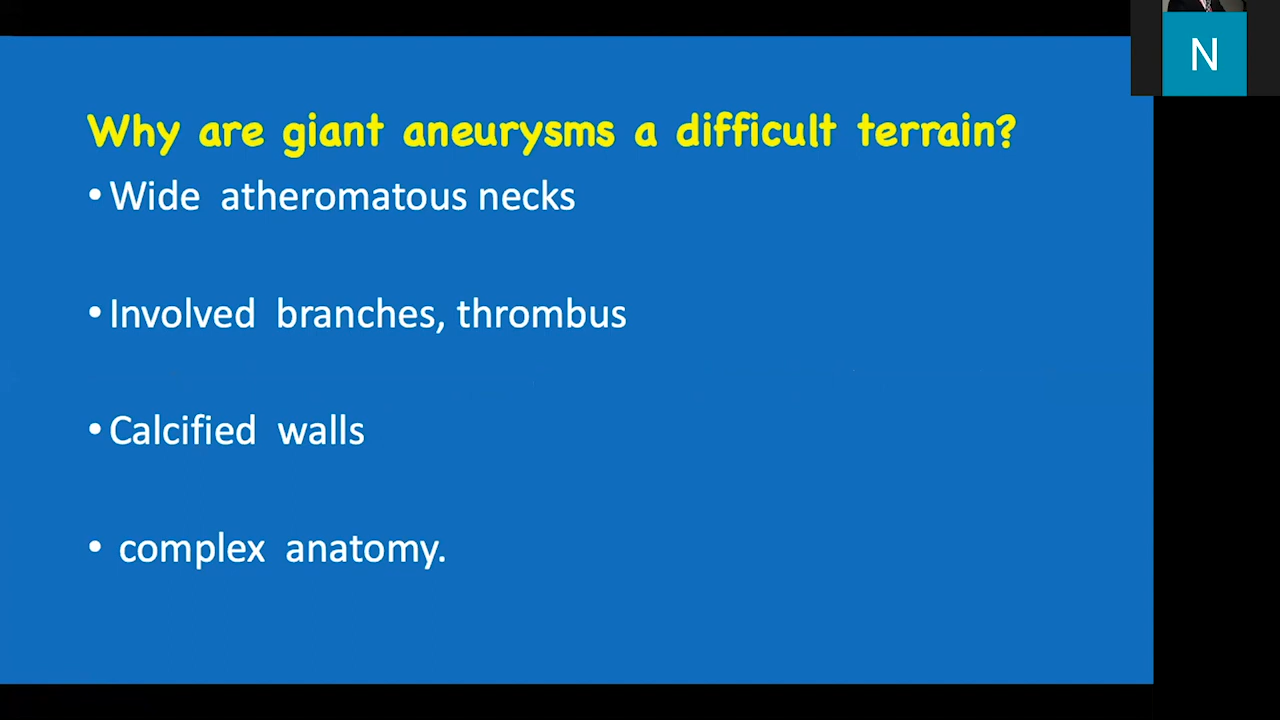 N
Why are giant aneurysms a difficult terrain?
• Wide atheromatous necks
• Involved branches, thrombus
• Calcified walls
• complex anatomy.